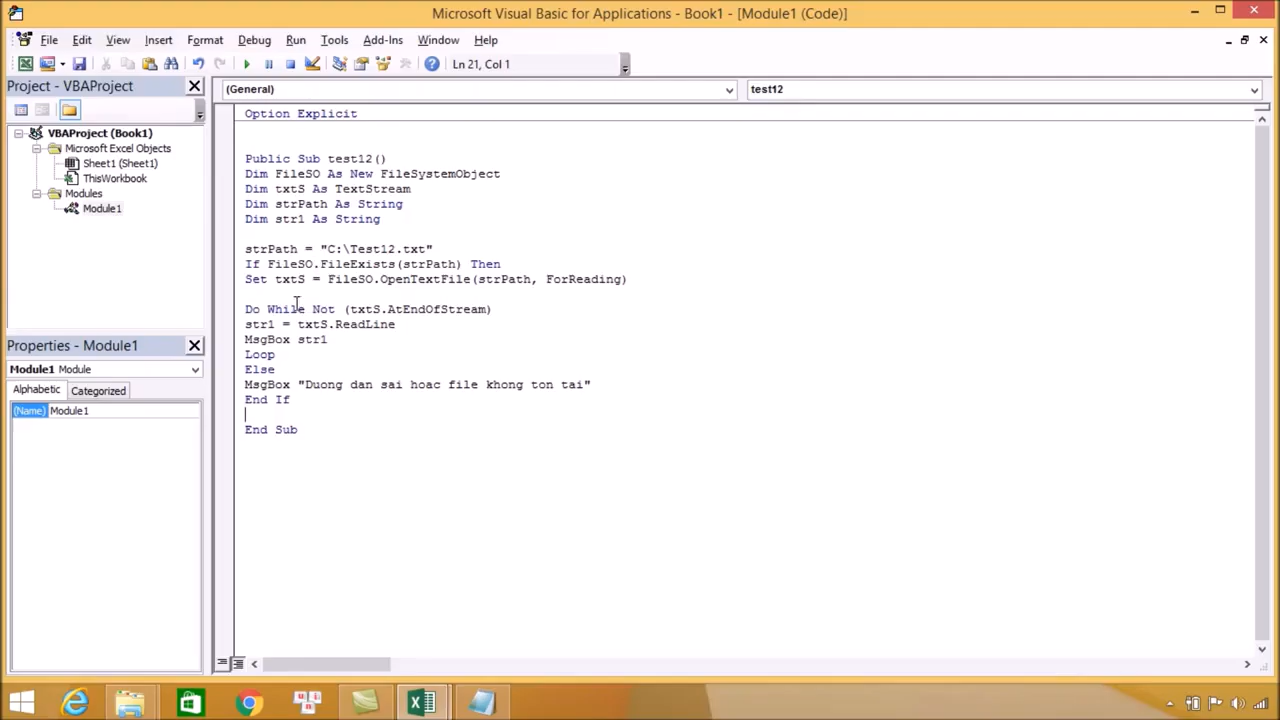 Microsoft Visual Basic for Applications - Book1 - [Module1 (Code)]
File Edit View Insert Format Debug Run Tools Add-Ins Window Help
Ln 21, Col 1
Project - VBAProject
(General)
test12
VBAProject (Book1)
Microsoft Excel Objects
Sheet1 (Sheet1)
ThisWorkbook
Modules
Module1
Properties - Module1
Module1 Module
Alphabetic Categorized
(Name) Module1
Option Explicit
Public Sub test12()
Dim FileSO As New FileSystemObject
Dim txtS As TextStream
Dim strPath As String
Dim str1 As String
strPath = "C:\Test12.txt"
If FileSO.FileExists(strPath) Then
Set txtS = FileSO.OpenTextFile(strPath, ForReading)
Do While Not (txtS.AtEndOfStream)
str1 = txtS.ReadLine
MsgBox str1
Loop
Else
MsgBox "Duong dan sai hoac file khong ton tai"
End If
End Sub